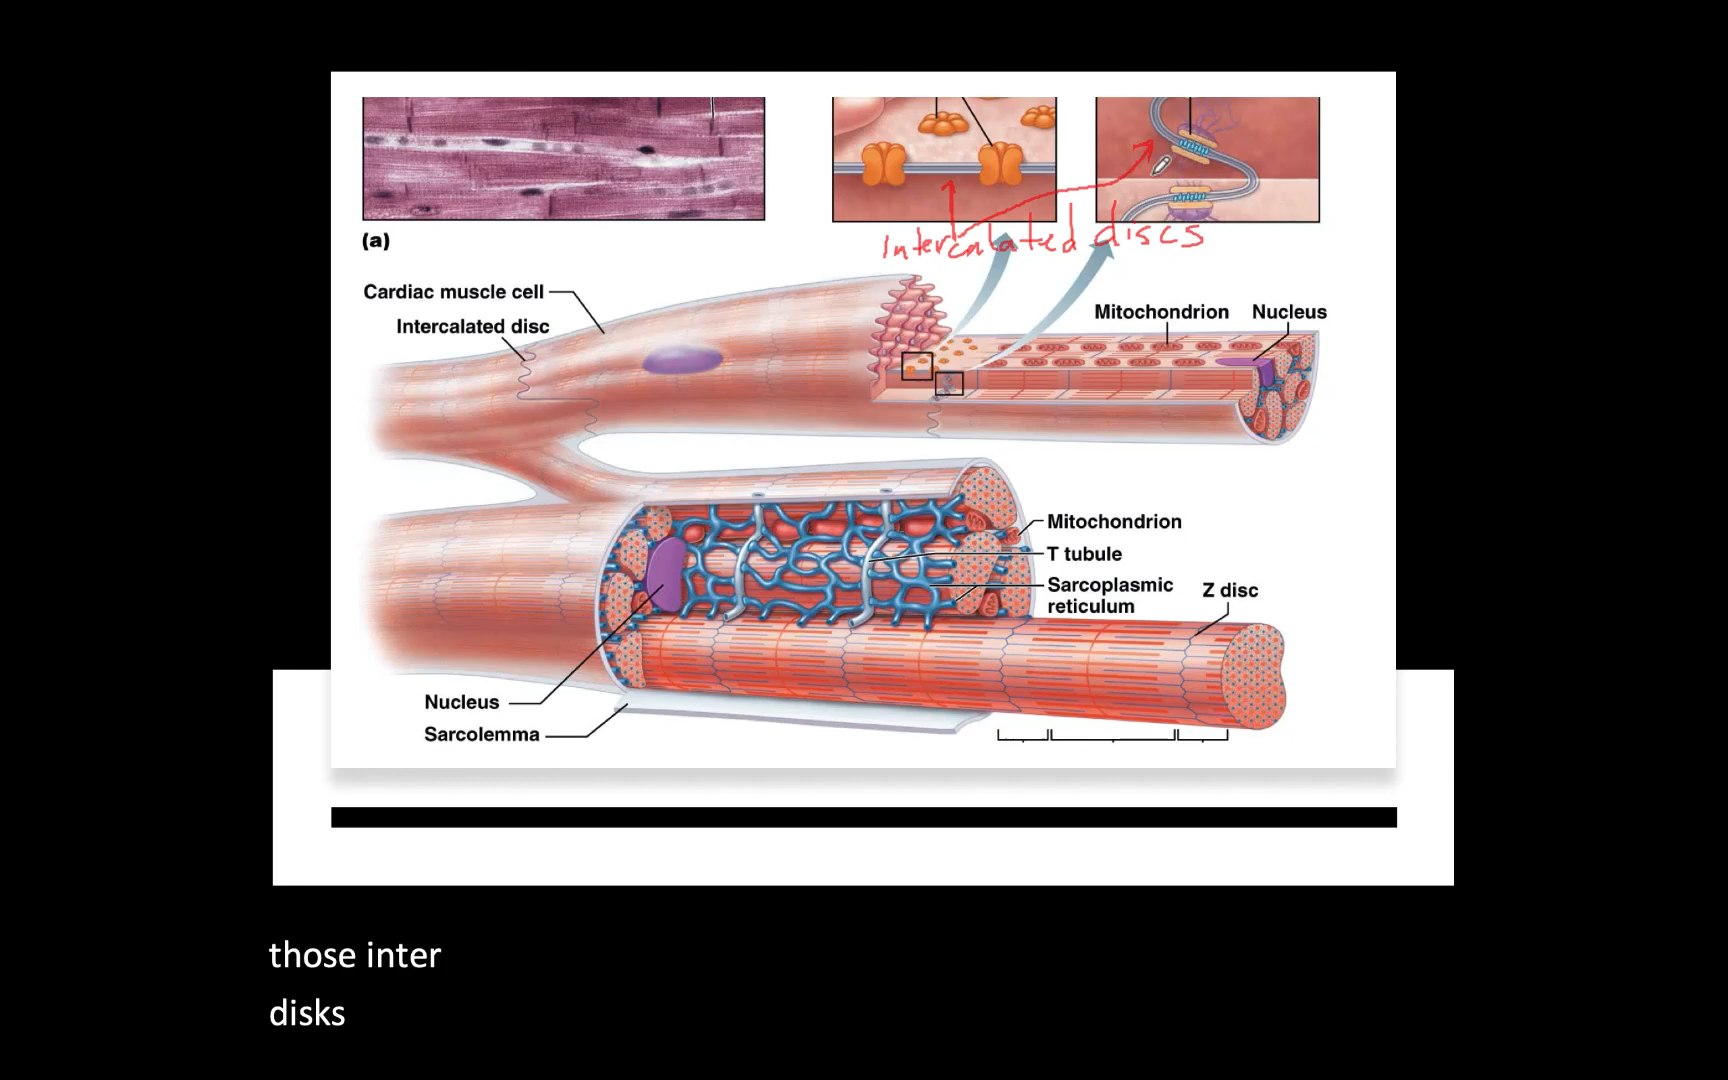 Intercalated discs
(a)
Cardiac muscle cell
Intercalated disc
Mitochondrion
Nucleus
Mitochondrion
T tubule
Sarcoplasmic
reticulum
Z disc
Nucleus
Sarcolemma
those inter
disks